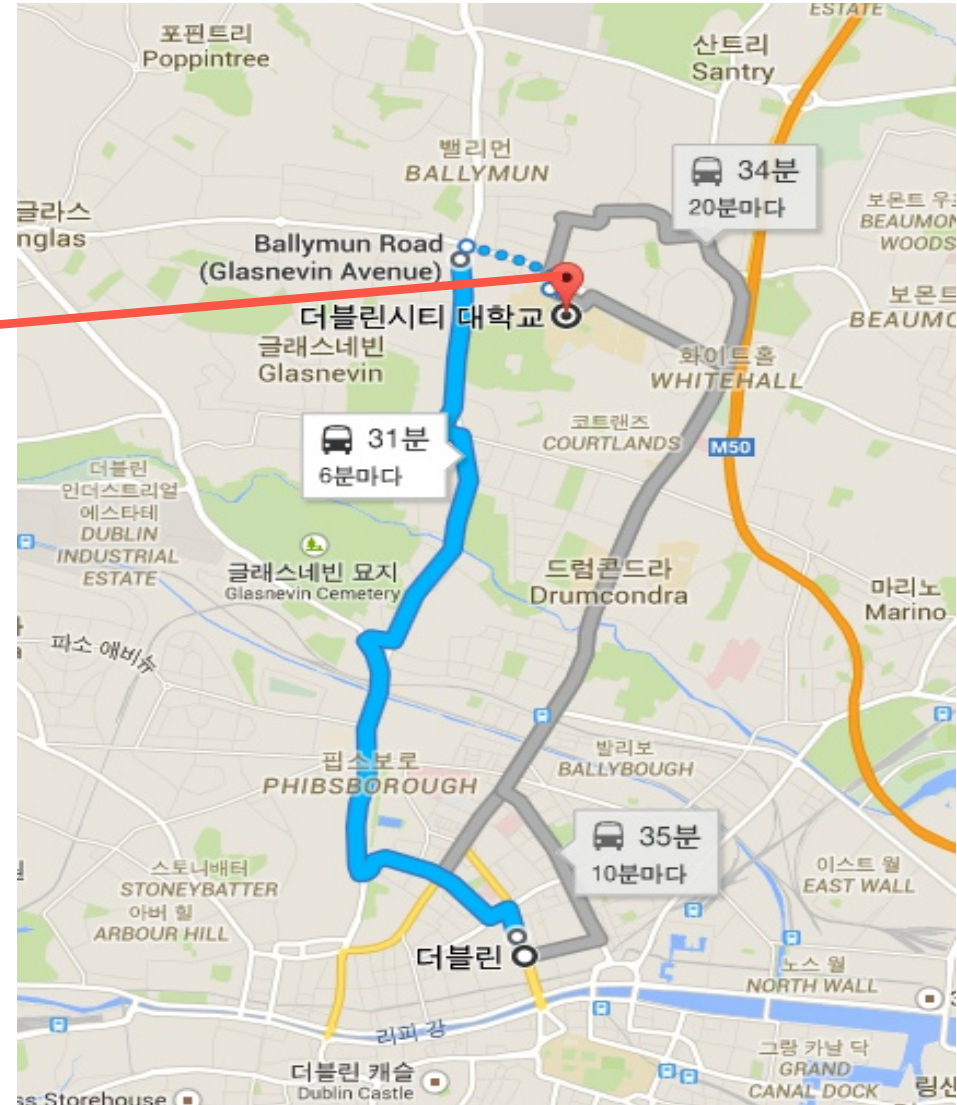 ESTATE
포핀트리
Poppintree
산트리
Santry
밸리먼
BALLYMUN
34분
20분마다
보몬트 우
BEAUMON
WOODS
글라스
nglas
Ballymun Road
(Glasnevin Avenue)
더블린시티 대학교
보몬트
BEAUMO
글래스네빈
Glasnevin
화이트홀
WHITEHALL
31분
6분마다
코트랜즈
COURTLANDS
M50
더블린
인더스트리얼
에스타테
DUBLIN
INDUSTRIAL
ESTATE
글래스네빈 묘지
Glasnevin Cemetery
드럼콘드라
Drumcondra
마리노
Marino
파소 애비뉴
핍스보로
PHIBSBOROUGH
발리보
BALLYBOUGH
35분
10분마다
스토니배터
STONEYBATTER
아버 힐
ARBOUR HILL
이스트 월
EAST WALL
더블린
노스 월
NORTH WALL
3
리피 강
더블린 캐슬
Dublin Castle
그랑 카날 닥
GRAND
CANAL DOCK
링센
ss Storehouse